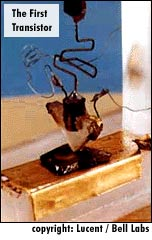 The First
Transistor
copyright: Lucent / Bell Labs